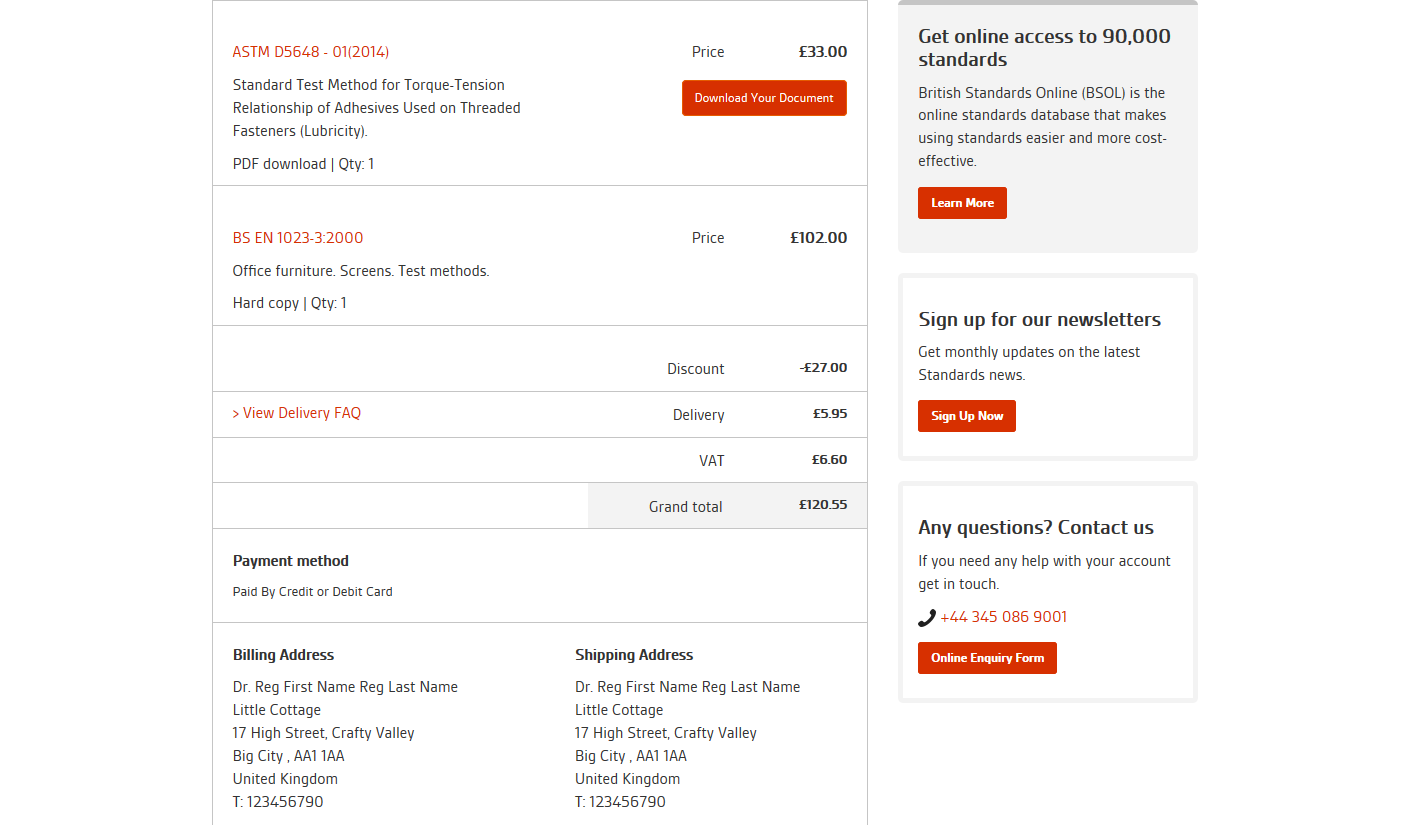 ASTM D5648 - 01(2014)
Price
£33.00
Standard Test Method for Torque-Tension
Relationship of Adhesives Used on Threaded
Fasteners (Lubricity).
Download Your Document
PDF download | Qty: 1
BS EN 1023-3:2000
Price
£102.00
Office furniture. Screens. Test methods.
Hard copy | Qty: 1
Discount
-£27.00
> View Delivery FAQ
Delivery
£5.95
VAT
£6.60
Grand total
£120.55
Payment method
Paid By Credit or Debit Card
Billing Address
Dr. Reg First Name Reg Last Name
Little Cottage
17 High Street, Crafty Valley
Big City , AA1 1AA
United Kingdom
T: 123456790
Shipping Address
Dr. Reg First Name Reg Last Name
Little Cottage
17 High Street, Crafty Valley
Big City , AA1 1AA
United Kingdom
T: 123456790
Get online access to 90,000
standards
British Standards Online (BSOL) is the
online standards database that makes
using standards easier and more cost-
effective.
Learn More
Sign up for our newsletters
Get monthly updates on the latest
Standards news.
Sign Up Now
Any questions? Contact us
If you need any help with your account
get in touch.
+44 345 086 9001
Online Enquiry Form